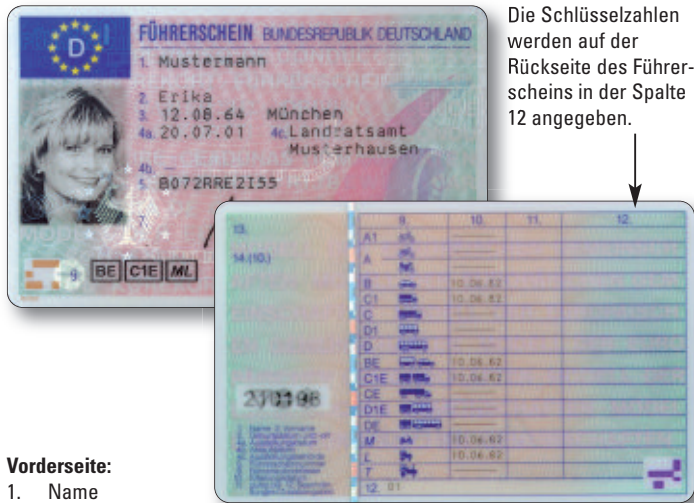 Die Schlüsselzahlen
werden auf der
Rückseite des Führer-
scheins in der Spalte
12 angegeben.
D
FÜHRERSCHEIN BUNDESREPUBLIK DEUTSCHLAND
1. Mustermann
2. Erika
3. 12.08.64 München
4a. 20.07.01 4c. Landratsamt
Musterhausen
4b. —
5. B072RRE2I55
7.
9. BE C1E ML
13.
14.(10.)
9. 10. 11. 12.
A1
A
B 10.06.82
C1 10.06.82
C
D1
D
BE 10.06.82
C1E 10.06.82
CE
D1E
DE
M 10.06.82
L 10.06.82
T
12. 01
Vorderseite:
1. Name